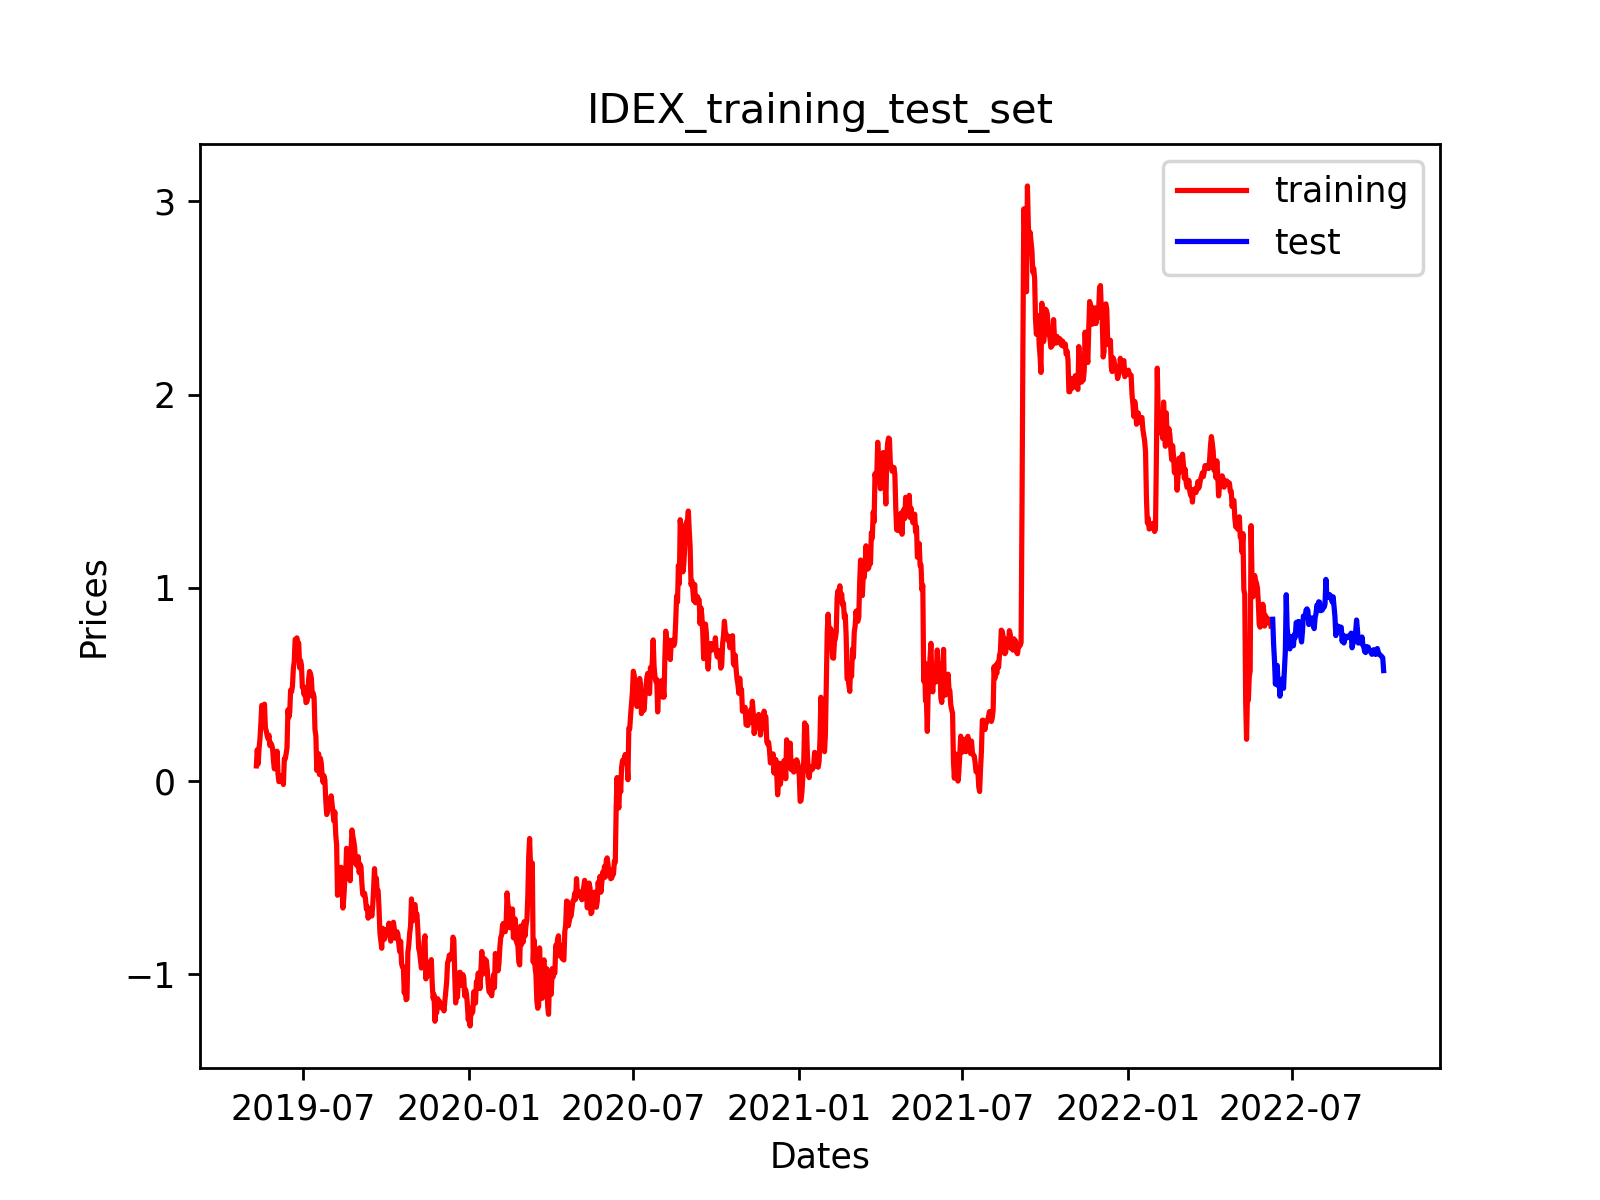 IDEX_training_test_set
training
test
Prices
3
2
1
0
−1
2019-07 2020-01 2020-07 2021-01 2021-07 2022-01 2022-07
Dates